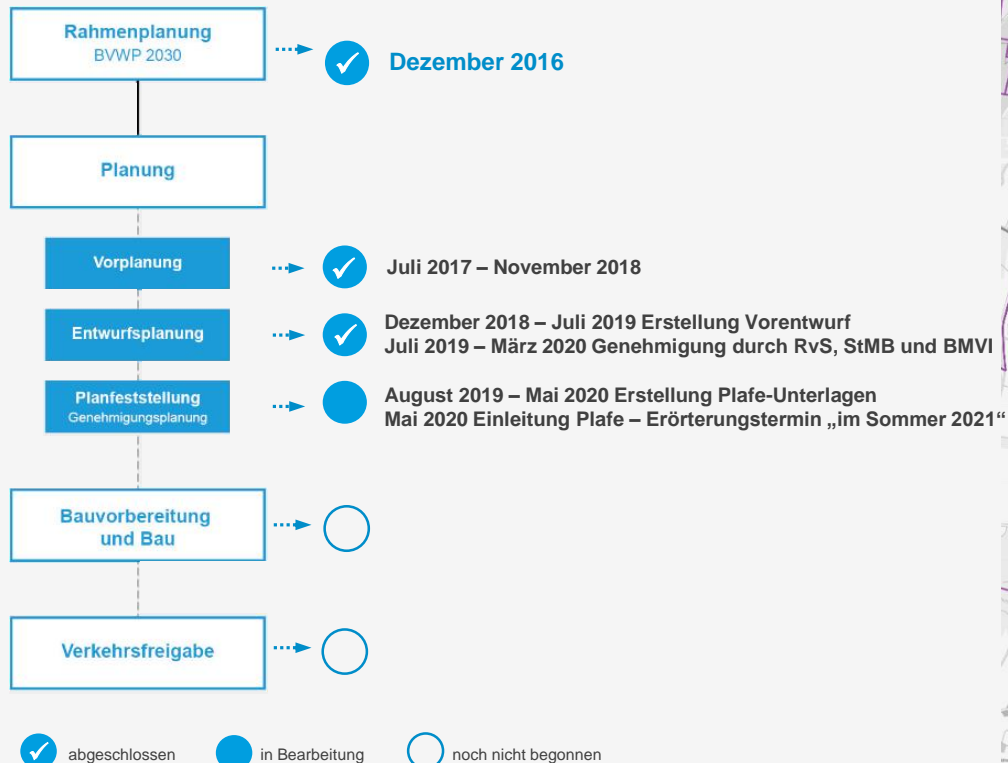 Rahmenplanung
BVWP 2030
Dezember 2016
Planung
Vorplanung
Juli 2017 – November 2018
Entwurfsplanung
Dezember 2018 – Juli 2019 Erstellung Vorentwurf
Juli 2019 – März 2020 Genehmigung durch RvS, StMB und BMVI
Planfeststellung
Genehmigungsplanung
August 2019 – Mai 2020 Erstellung Plafe-Unterlagen
Mai 2020 Einleitung Plafe – Erörterungstermin „im Sommer 2021“
Bauvorbereitung
und Bau
Verkehrsfreigabe
abgeschlossen
in Bearbeitung
noch nicht begonnen